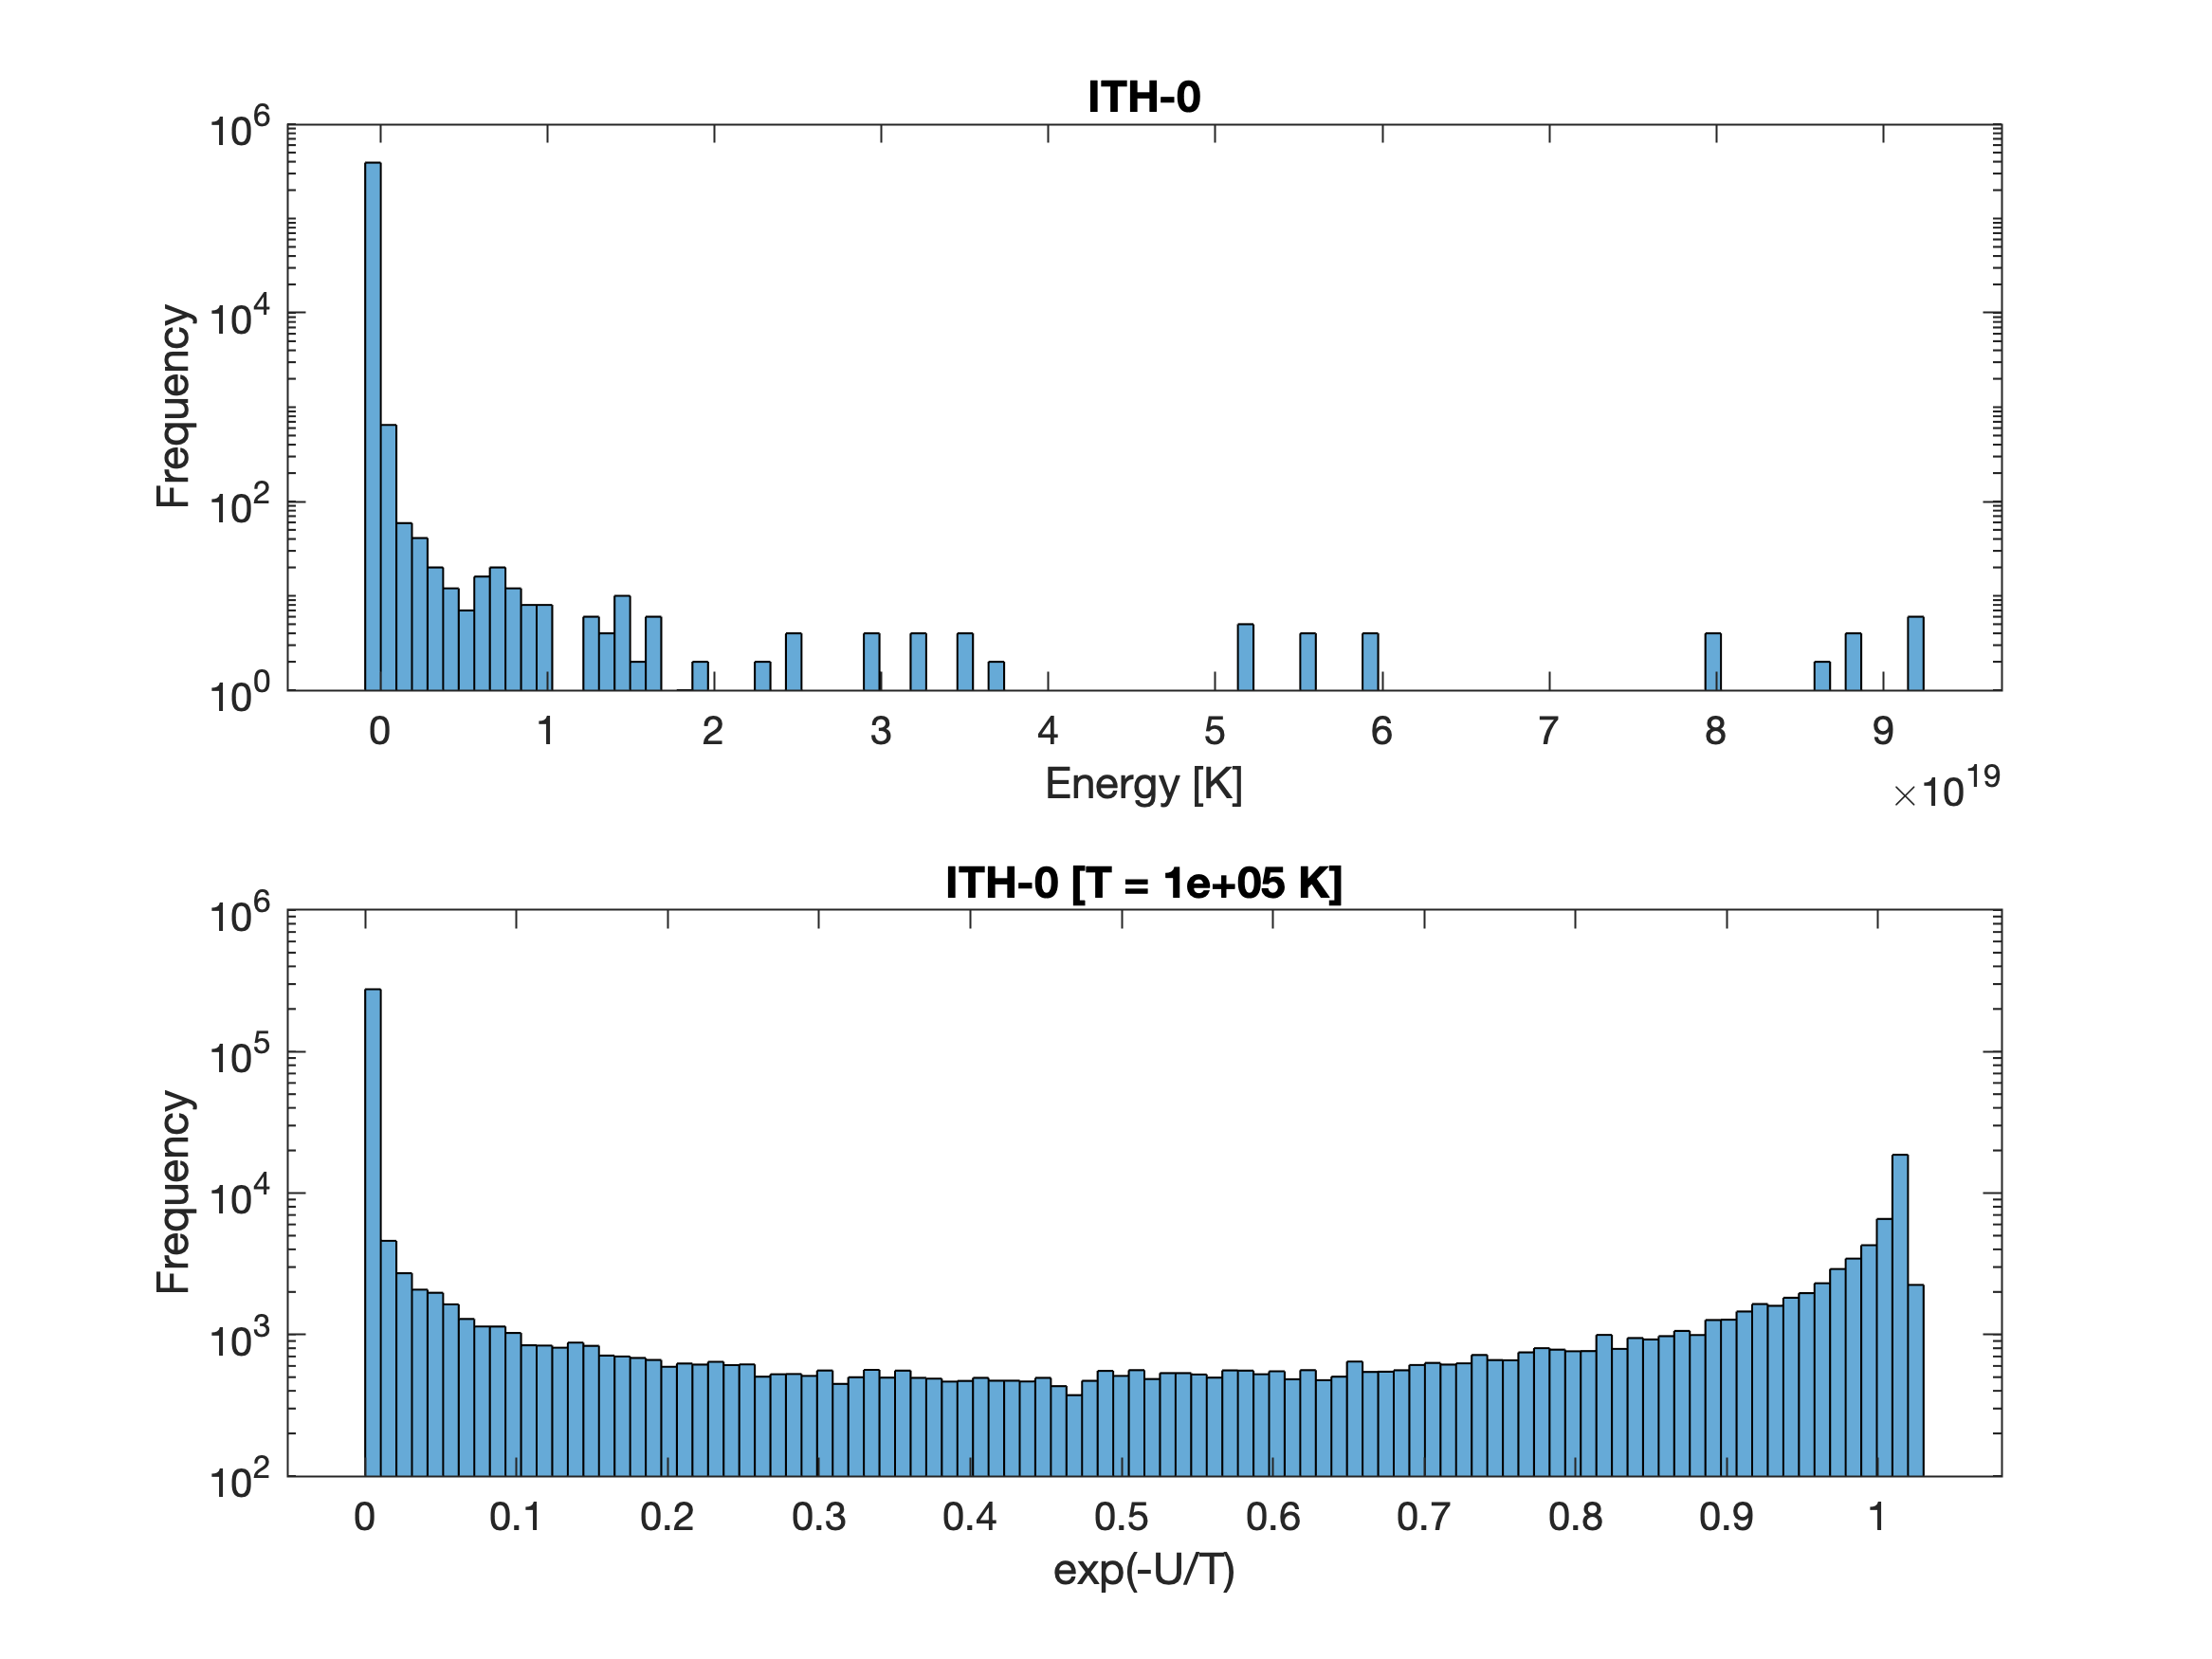 ITH-0
10^6
10^4
10^2
10^0
Frequency
0 1 2 3 4 5 6 7 8 9
Energy [K]
×10^19
ITH-0 [T = 1e+05 K]
10^6
10^5
10^4
10^3
10^2
Frequency
0 0.1 0.2 0.3 0.4 0.5 0.6 0.7 0.8 0.9 1
exp(-U/T)